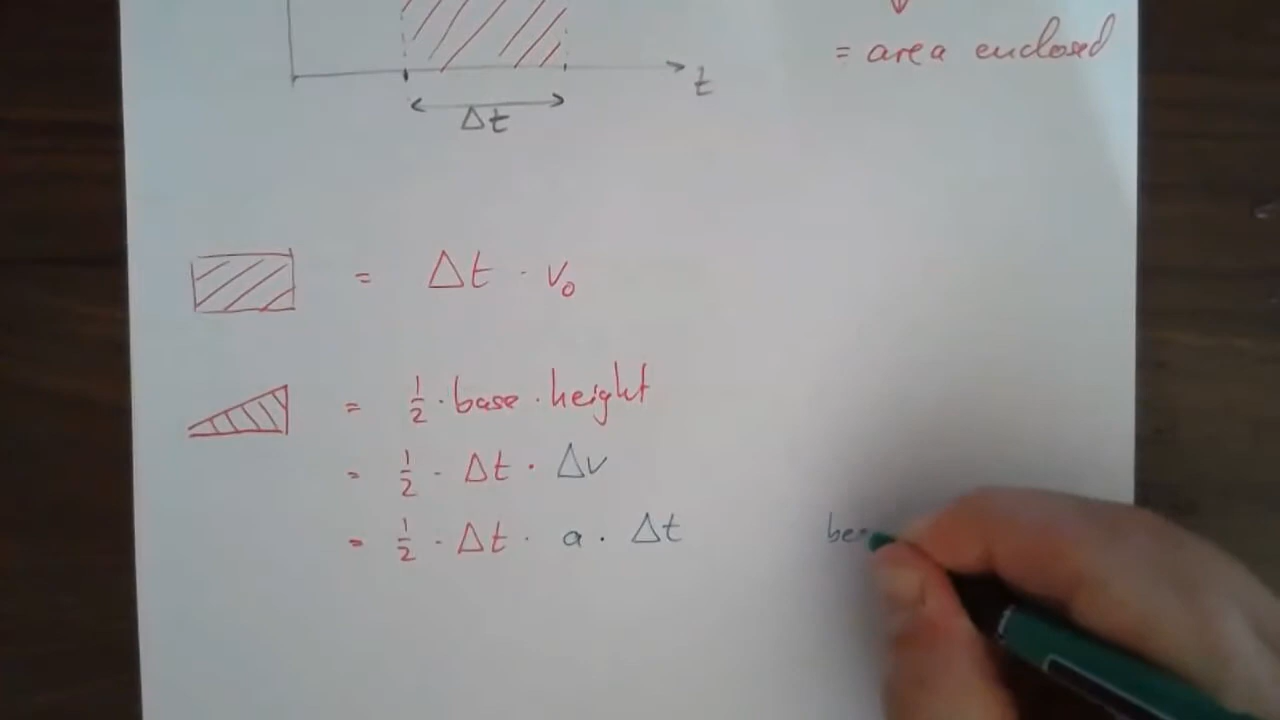 = area enclosed
t
Δt
= Δt · v₀
= 1/2 · base · height
= 1/2 · Δt · Δv
= 1/2 · Δt · a · Δt